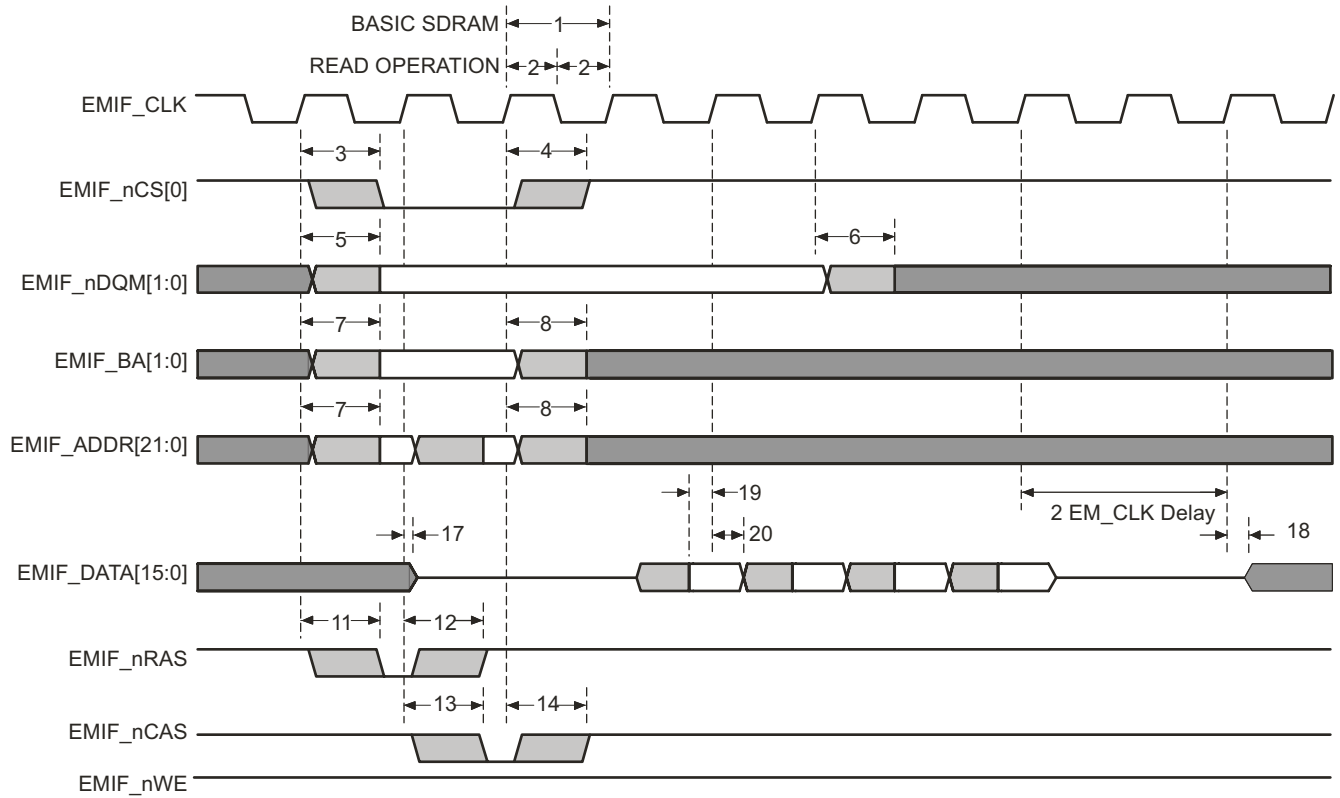 BASIC SDRAM 1
READ OPERATION 2 2
EMIF_CLK
3 4
EMIF_nCS[0]
5 6
EMIF_nDQM[1:0]
7 8
EMIF_BA[1:0]
7 8
EMIF_ADDR[21:0]
19
2 EM_CLK Delay
17 20 18
EMIF_DATA[15:0]
11 12
EMIF_nRAS
13 14
EMIF_nCAS
EMIF_nWE